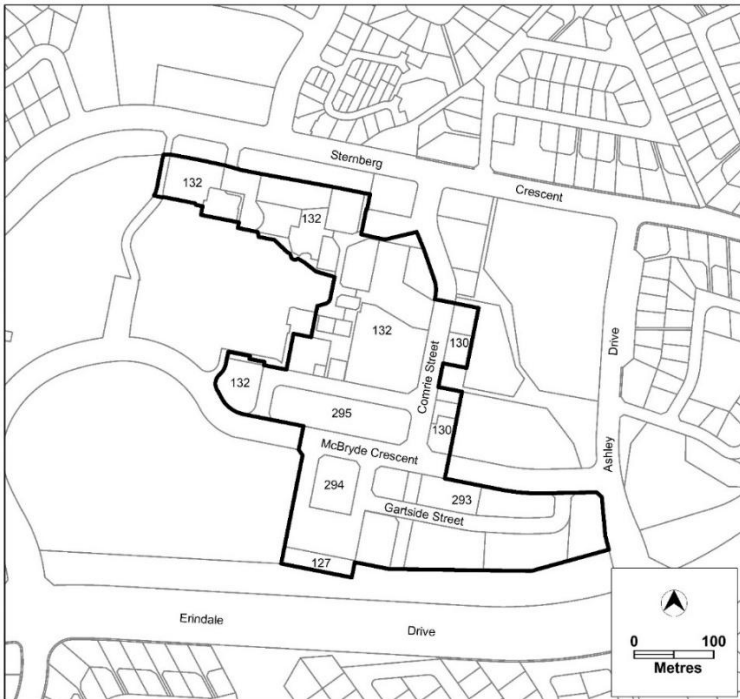 Sternberg
Crescent
132
132
132
Comrie Street
130
Drive
132
295
130
McBryde Crescent
Ashley
294
293
Gartside Street
127
Erindale
Drive
0 100
Metres